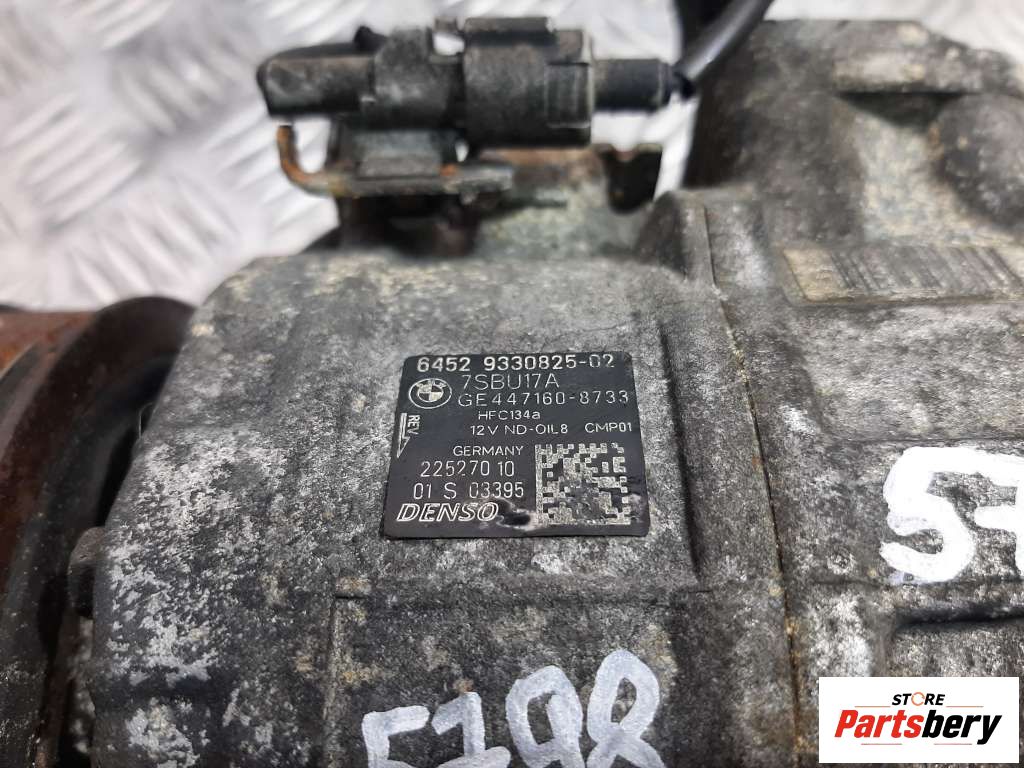 6452 9330825-02
7SBU17A
GE447160-8733
REV
HFC134a
12V ND-OIL8 CMP01
GERMANY
22527010
01 S 03395
DENSO
5798
STORE
Partsbery